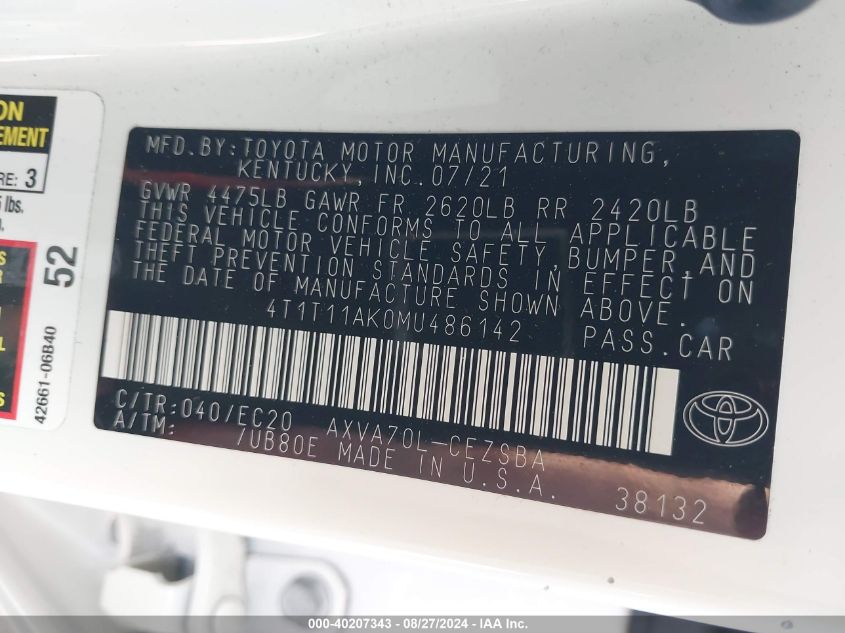 ON
EMENT
RE: 3
lbs.
52
42661-06B40
MFD.BY:TOYOTA MOTOR MANUFACTURING,
KENTUCKY, INC.07/21
GVWR 4475LB GAWR FR 2620LB RR 2420LB
THIS VEHICLE CONFORMS TO ALL APPLICABLE
FEDERAL MOTOR VEHICLE SAFETY,BUMPER,AND
THEFT PREVENTION STANDARDS IN EFFECT ON
THE DATE OF MANUFACTURE SHOWN ABOVE.
4T1T11AK0MU486142 PASS.CAR
C/TR:040/EC20 AXVA70L-CEZSBA
A/TM: /UB80E MADE IN U.S.A.
38132
000-40207343 - 08/27/2024 - IAA Inc.